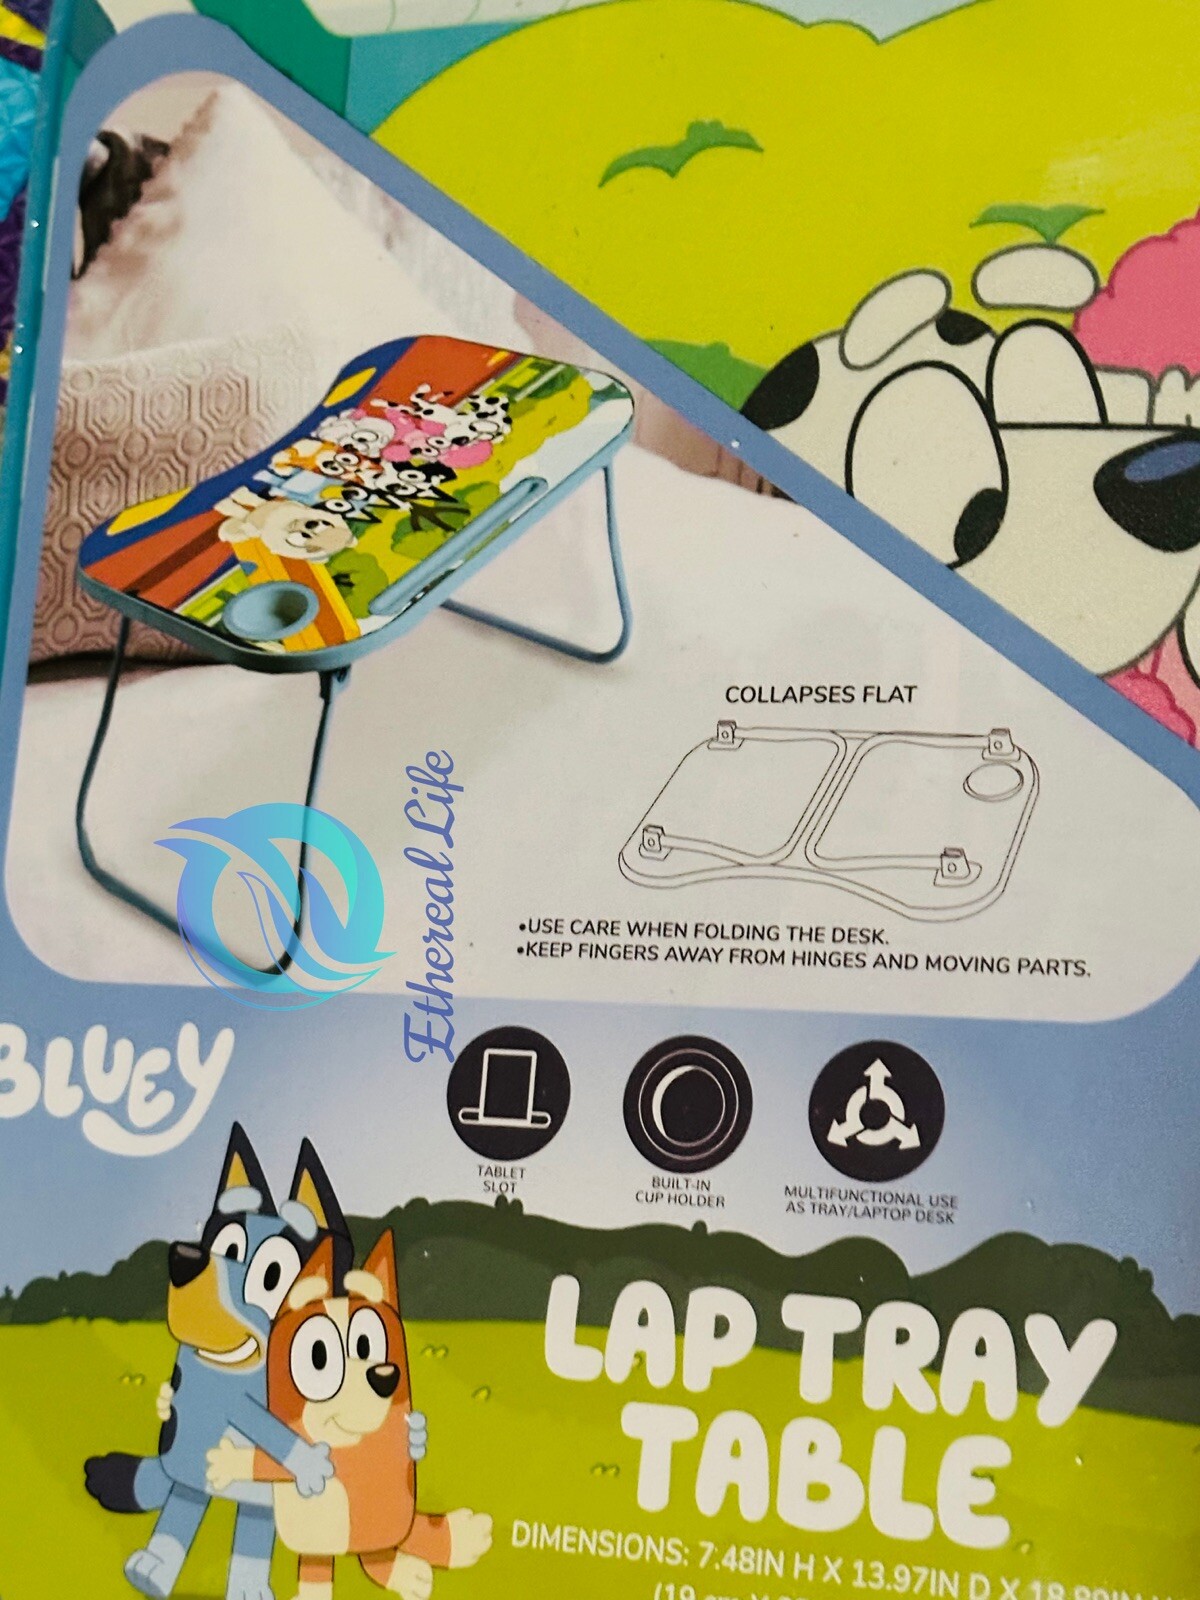 COLLAPSES FLAT
•USE CARE WHEN FOLDING THE DESK.
•KEEP FINGERS AWAY FROM HINGES AND MOVING PARTS.
Ethereal Life
BLUEY
TABLET
SLOT
BUILT-IN
CUP HOLDER
MULTIFUNCTIONAL USE
AS TRAY/LAPTOP DESK
LAP TRAY
TABLE
DIMENSIONS: 7.48IN H X 13.97IN D X
(19 cm X